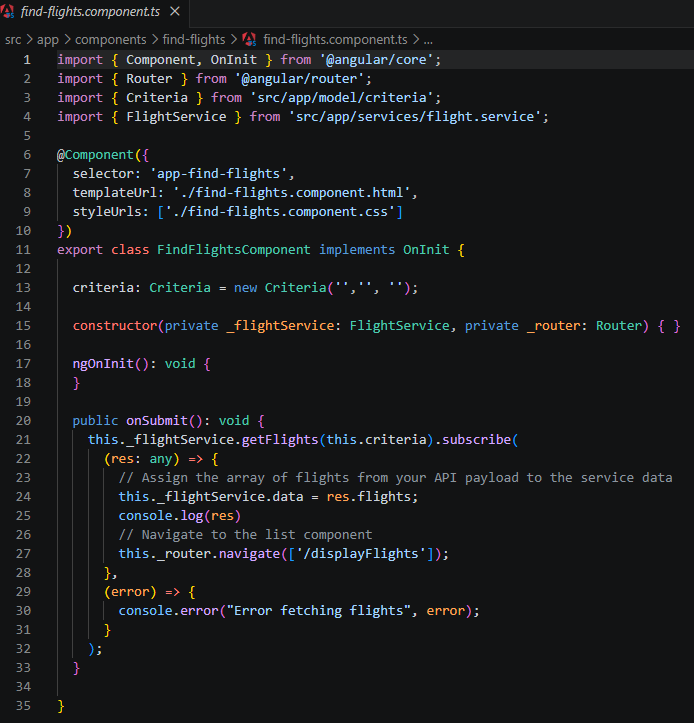 find-flights.component.ts ×
src > app > components > find-flights > find-flights.component.ts > ...
1 import { Component, OnInit } from '@angular/core';
2 import { Router } from '@angular/router';
3 import { Criteria } from 'src/app/model/criteria';
4 import { FlightService } from 'src/app/services/flight.service';
5
6 @Component({
7   selector: 'app-find-flights',
8   templateUrl: './find-flights.component.html',
9   styleUrls: ['./find-flights.component.css']
10 })
11 export class FindFlightsComponent implements OnInit {
12
13   criteria: Criteria = new Criteria('','', '');
14
15   constructor(private _flightService: FlightService, private _router: Router) { }
16
17   ngOnInit(): void {
18   }
19
20   public onSubmit(): void {
21     this._flightService.getFlights(this.criteria).subscribe(
22       (res: any) => {
23         // Assign the array of flights from your API payload to the service data
24         this._flightService.data = res.flights;
25         console.log(res)
26         // Navigate to the list component
27         this._router.navigate(['/displayFlights']);
28       },
29       (error) => {
30         console.error("Error fetching flights", error);
31       }
32     );
33   }
34
35 }